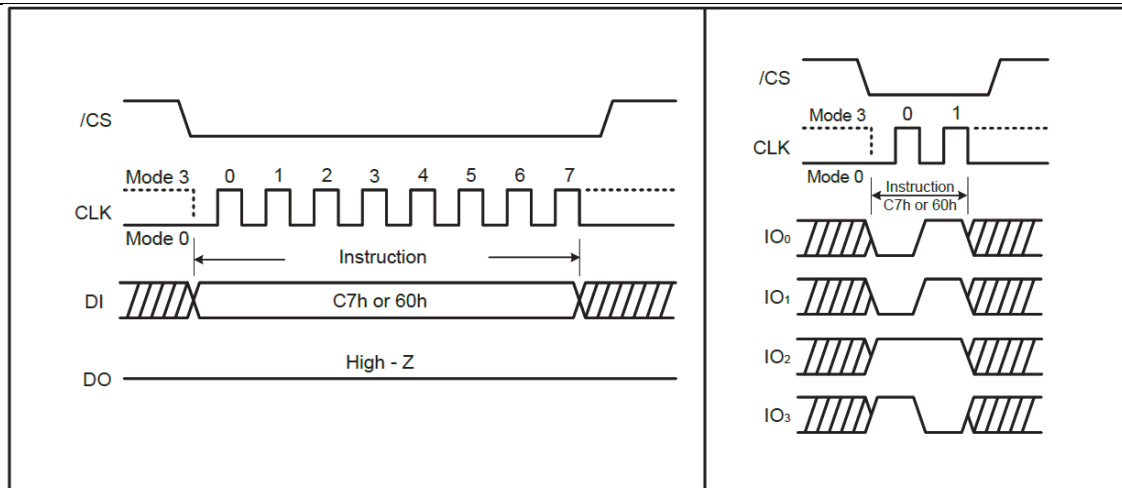 /CS
Mode 3 0 1 2 3 4 5 6 7
CLK
Mode 0
Instruction
DI C7h or 60h
High - Z
DO
/CS
Mode 3 0 1
CLK
Mode 0 Instruction
C7h or 60h
IO₀
IO₁
IO₂
IO₃